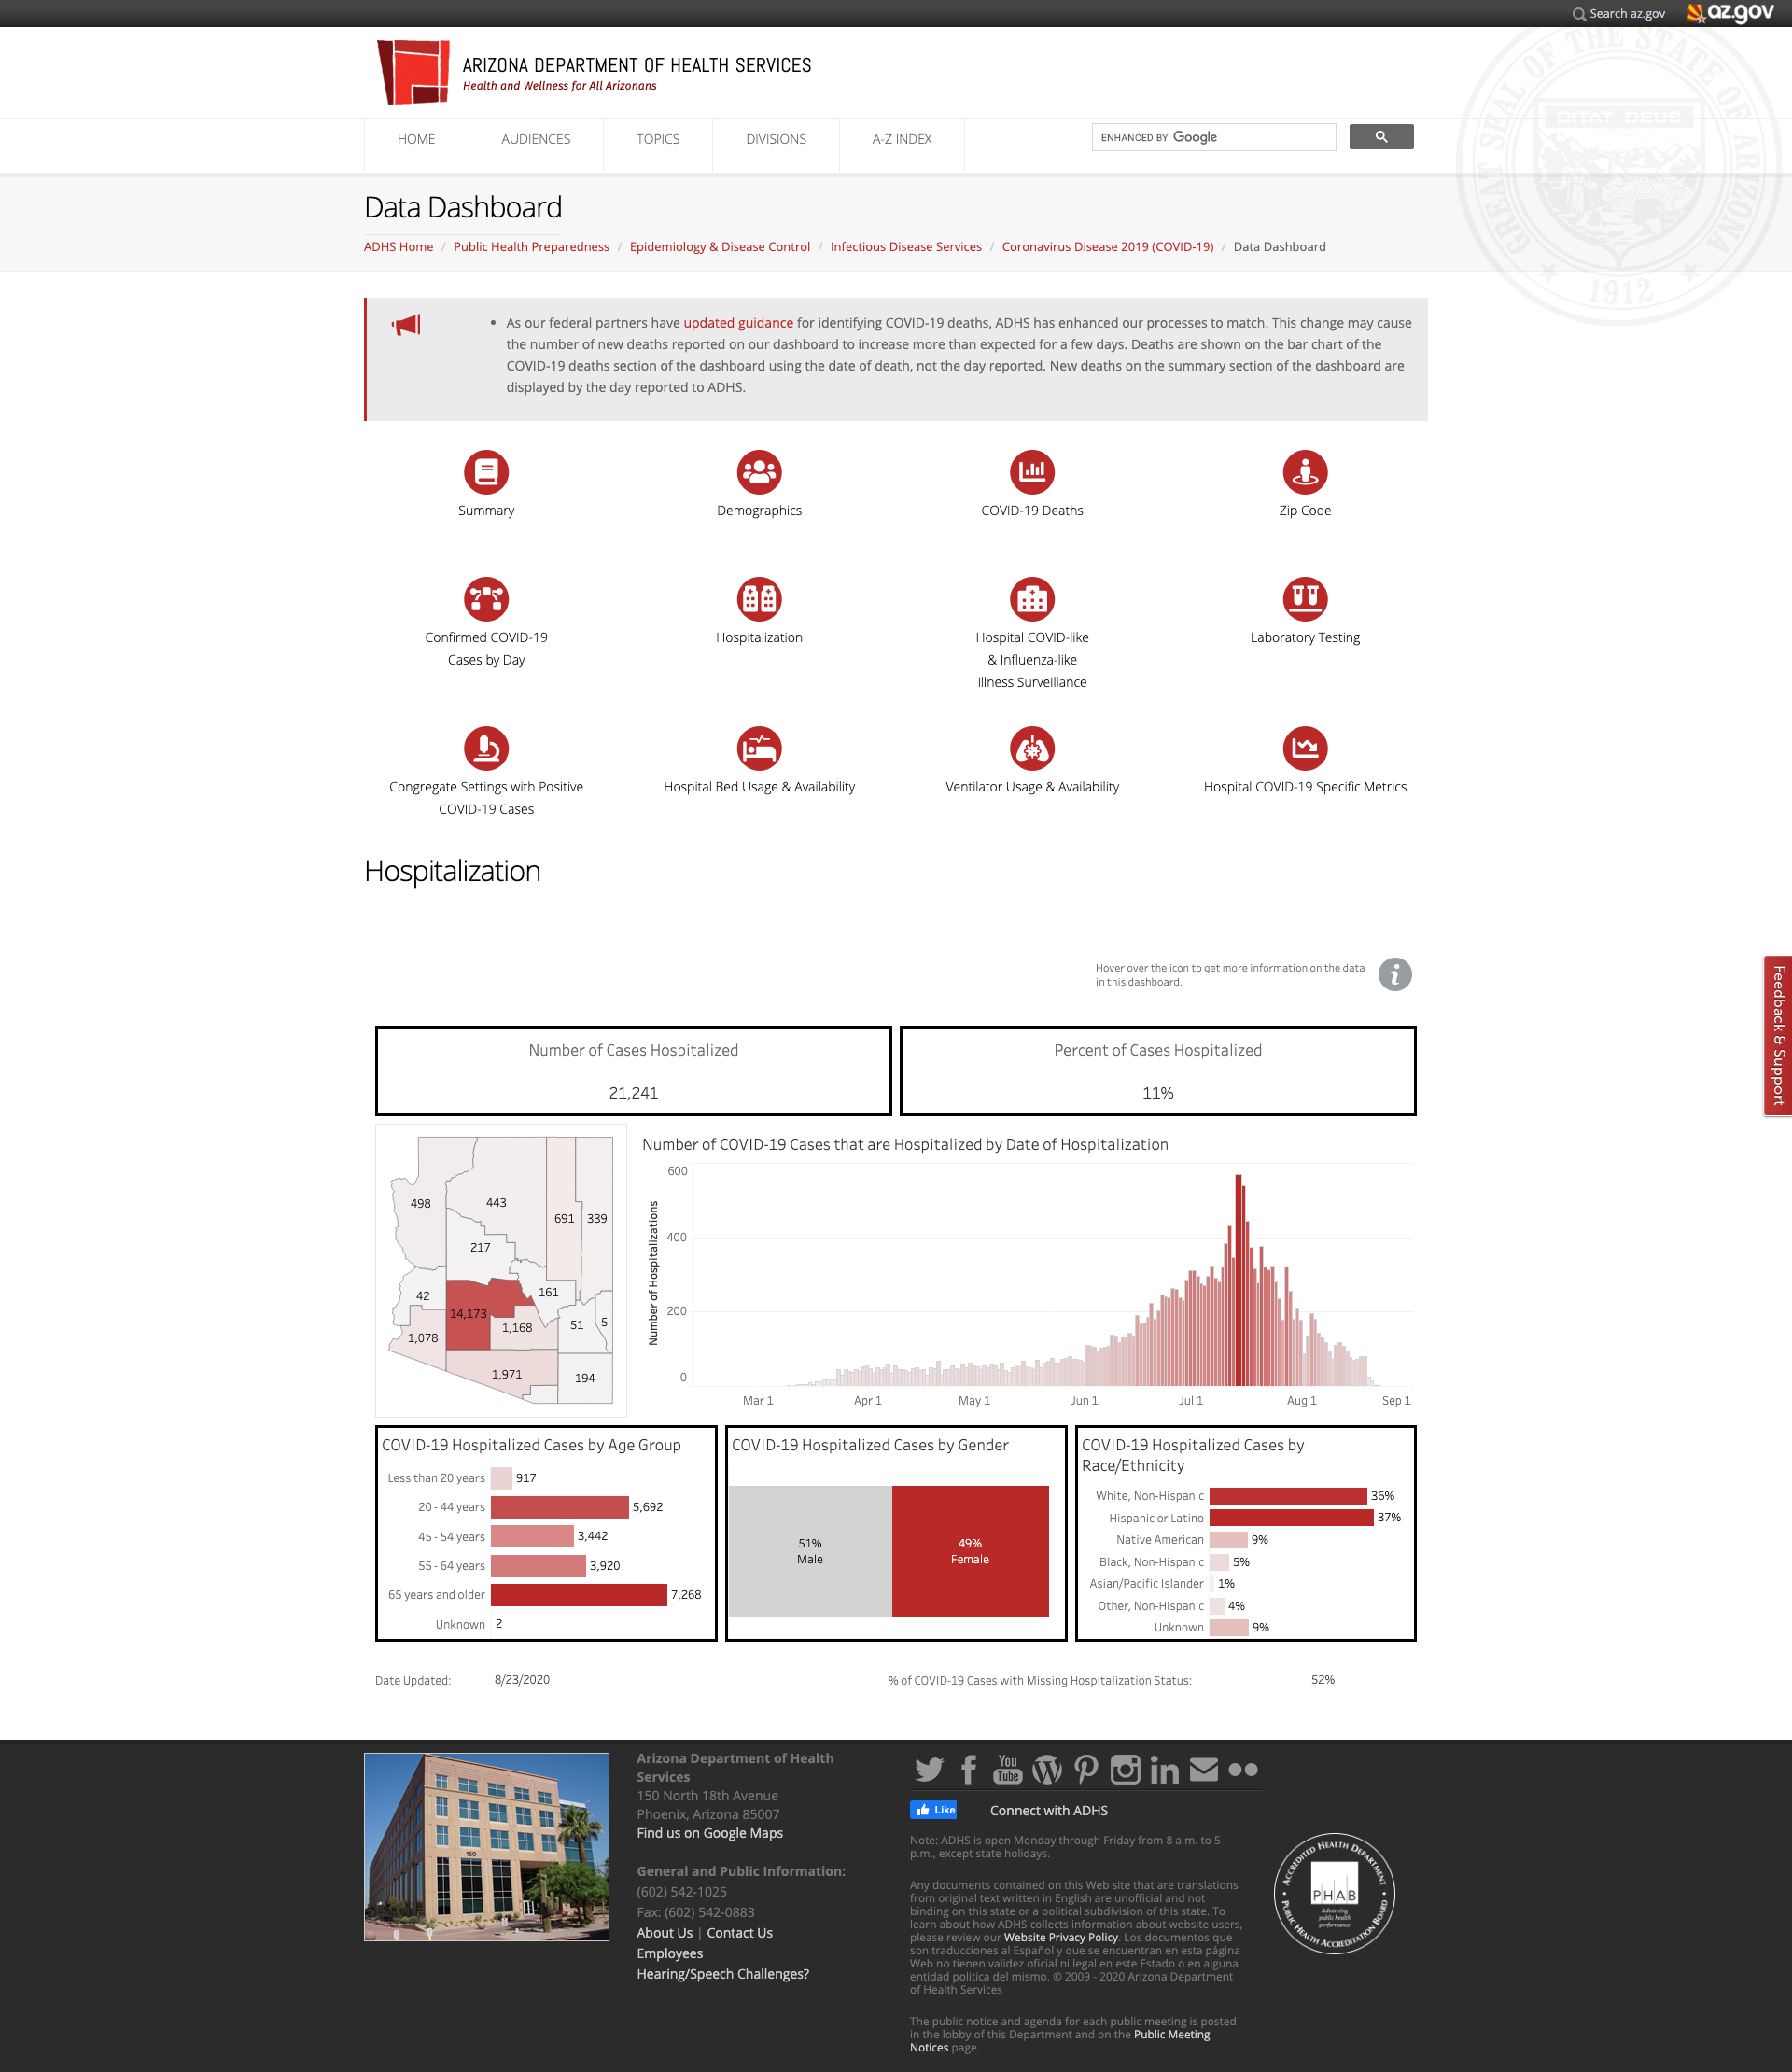 Search az.gov
az.gov
GREAT SEAL OF THE STATE OF ARIZONA
DITAT DEUS
1912
ARIZONA DEPARTMENT OF HEALTH SERVICES
Health and Wellness for All Arizonans
HOME
AUDIENCES
TOPICS
DIVISIONS
A-Z INDEX
ENHANCED BY Google
Data Dashboard
ADHS Home / Public Health Preparedness / Epidemiology & Disease Control / Infectious Disease Services / Coronavirus Disease 2019 (COVID-19) / Data Dashboard
• As our federal partners have updated guidance for identifying COVID-19 deaths, ADHS has enhanced our processes to match. This change may cause
the number of new deaths reported on our dashboard to increase more than expected for a few days. Deaths are shown on the bar chart of the
COVID-19 deaths section of the dashboard using the date of death, not the day reported. New deaths on the summary section of the dashboard are
displayed by the day reported to ADHS.
Summary
Demographics
COVID-19 Deaths
Zip Code
Confirmed COVID-19
Cases by Day
Hospitalization
Hospital COVID-like
& Influenza-like
illness Surveillance
Laboratory Testing
Congregate Settings with Positive
COVID-19 Cases
Hospital Bed Usage & Availability
Ventilator Usage & Availability
Hospital COVID-19 Specific Metrics
Hospitalization
Hover over the icon to get more information on the data
in this dashboard.
i
Feedback & Support
Number of Cases Hospitalized
21,241
Percent of Cases Hospitalized
11%
498
443
691
339
217
42
161
14,173
1,168
51
5
1,078
1,971
194
Number of COVID-19 Cases that are Hospitalized by Date of Hospitalization
Number of Hospitalizations
600
400
200
0
Mar 1
Apr 1
May 1
Jun 1
Jul 1
Aug 1
Sep 1
COVID-19 Hospitalized Cases by Age Group
Less than 20 years 917
20 - 44 years 5,692
45 - 54 years 3,442
55 - 64 years 3,920
65 years and older 7,268
Unknown 2
COVID-19 Hospitalized Cases by Gender
51%
Male
49%
Female
COVID-19 Hospitalized Cases by
Race/Ethnicity
White, Non-Hispanic 36%
Hispanic or Latino 37%
Native American 9%
Black, Non-Hispanic 5%
Asian/Pacific Islander 1%
Other, Non-Hispanic 4%
Unknown 9%
Date Updated: 8/23/2020
% of COVID-19 Cases with Missing Hospitalization Status: 52%
150
Arizona Department of Health
Services
150 North 18th Avenue
Phoenix, Arizona 85007
Find us on Google Maps
General and Public Information:
(602) 542-1025
Fax: (602) 542-0883
About Us | Contact Us
Employees
Hearing/Speech Challenges?
You
Tube
in
Like
Connect with ADHS
Note: ADHS is open Monday through Friday from 8 a.m. to 5
p.m., except state holidays.
Any documents contained on this Web site that are translations
from original text written in English are unofficial and not
binding on this state or a political subdivision of this state. To
learn about how ADHS collects information about website users,
please review our Website Privacy Policy. Los documentos que
son traducciones al Español y que se encuentran en esta página
Web no tienen validez oficial ni legal en este Estado o en alguna
entidad politica del mismo. © 2009 - 2020 Arizona Department
of Health Services
The public notice and agenda for each public meeting is posted
in the lobby of this Department and on the Public Meeting
Notices page.
ACCREDITED HEALTH DEPARTMENT
PHAB
Advancing
public health
performance
PUBLIC HEALTH ACCREDITATION BOARD